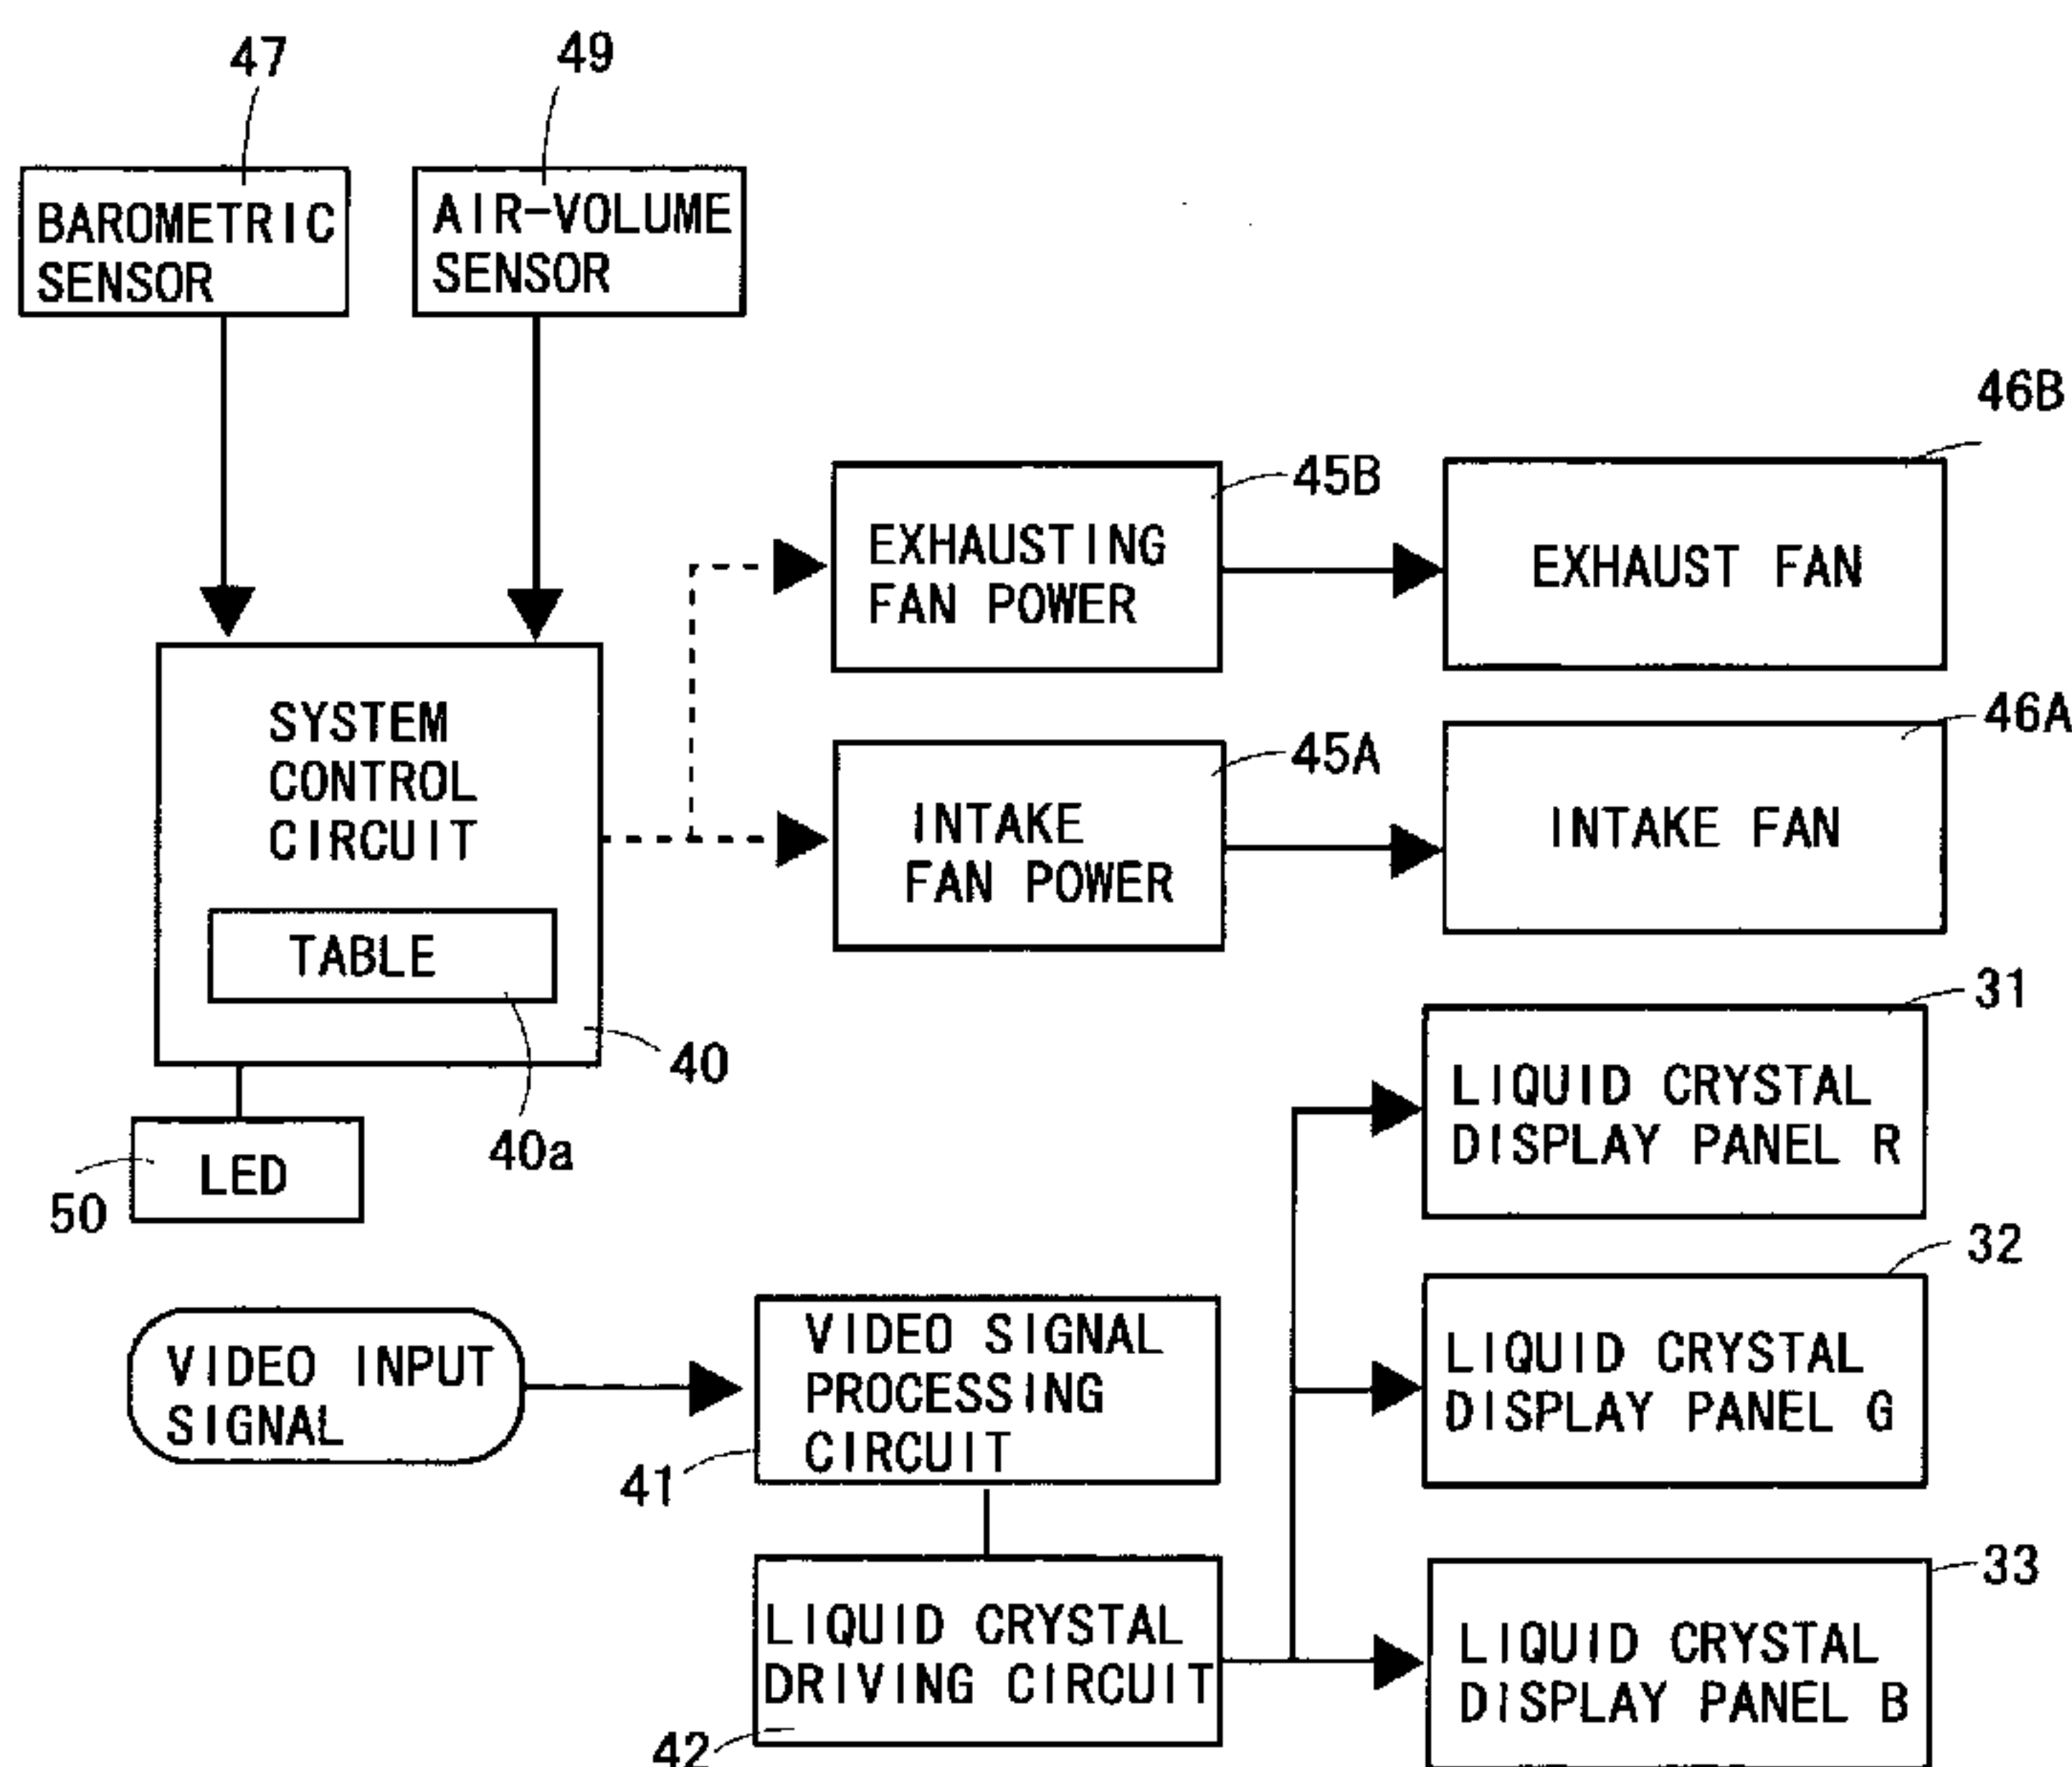 47
49
BAROMETRIC
SENSOR
AIR-VOLUME
SENSOR
46B
45B
EXHAUSTING
FAN POWER
EXHAUST FAN
SYSTEM
CONTROL
CIRCUIT
46A
45A
INTAKE
FAN POWER
INTAKE FAN
TABLE
40
40a
31
LIQUID CRYSTAL
DISPLAY PANEL R
LED
50
32
VIDEO INPUT
SIGNAL
VIDEO SIGNAL
PROCESSING
CIRCUIT
41
LIQUID CRYSTAL
DISPLAY PANEL G
33
LIQUID CRYSTAL
DRIVING CIRCUIT
42
LIQUID CRYSTAL
DISPLAY PANEL B